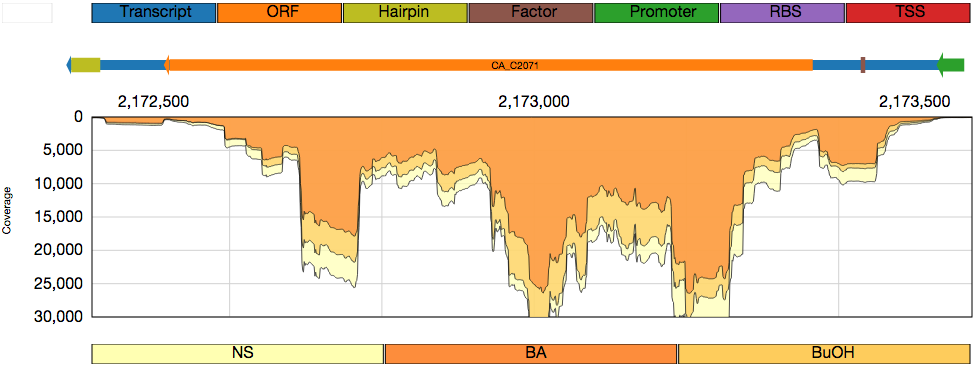 Transcript ORF Hairpin Factor Promoter RBS TSS
CA_C2071
2,172,500 2,173,000 2,173,500
0
5,000
10,000
15,000
20,000
25,000
30,000
Coverage
NS BA BuOH